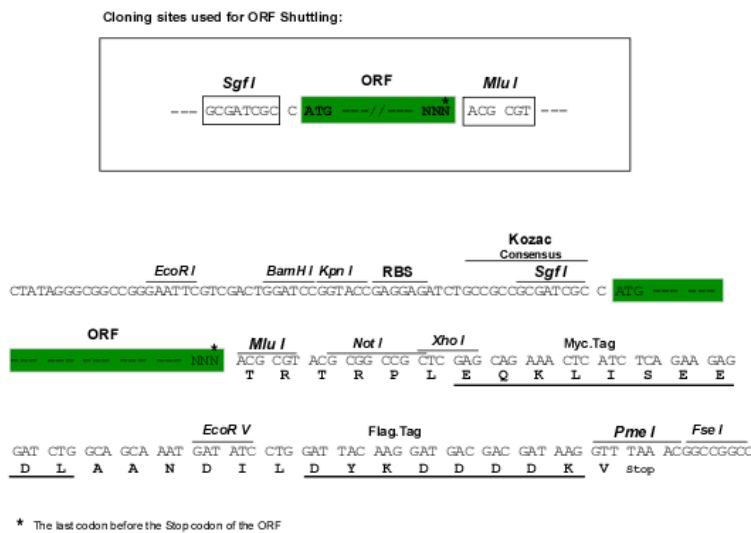 Cloning sites used for ORF Shuttling:
Sgf I ORF Mlu I
*
--- GCGATCGC C ATG ---//--- NNN ACG CGT ---
Kozac
Consensus
EcoR I BamH I Kpn I RBS Sgf I
CTATAGGGCGGCCGGGAATTCGTCGACTGGATCCGGTACCGAGGAGATCTGCCGCCGCGATCGC C ATG --- ---
ORF Mlu I Not I Xho I Myc.Tag
*
--- --- --- --- --- --- NNN ACG CGT ACG CGG CCG CTC GAG CAG AAA CTC ATC TCA GAA GAG
T R T R P L E Q K L I S E E
EcoR V Flag.Tag Pme I Fse I
GAT CTG GCA GCA AAT GAT ATC CTG GAT TAC AAG GAT GAC GAC GAT AAG GTT TAA ACGGCCGGCC
D L A A N D I L D Y K D D D D K V Stop
* The last codon before the Stop codon of the ORF